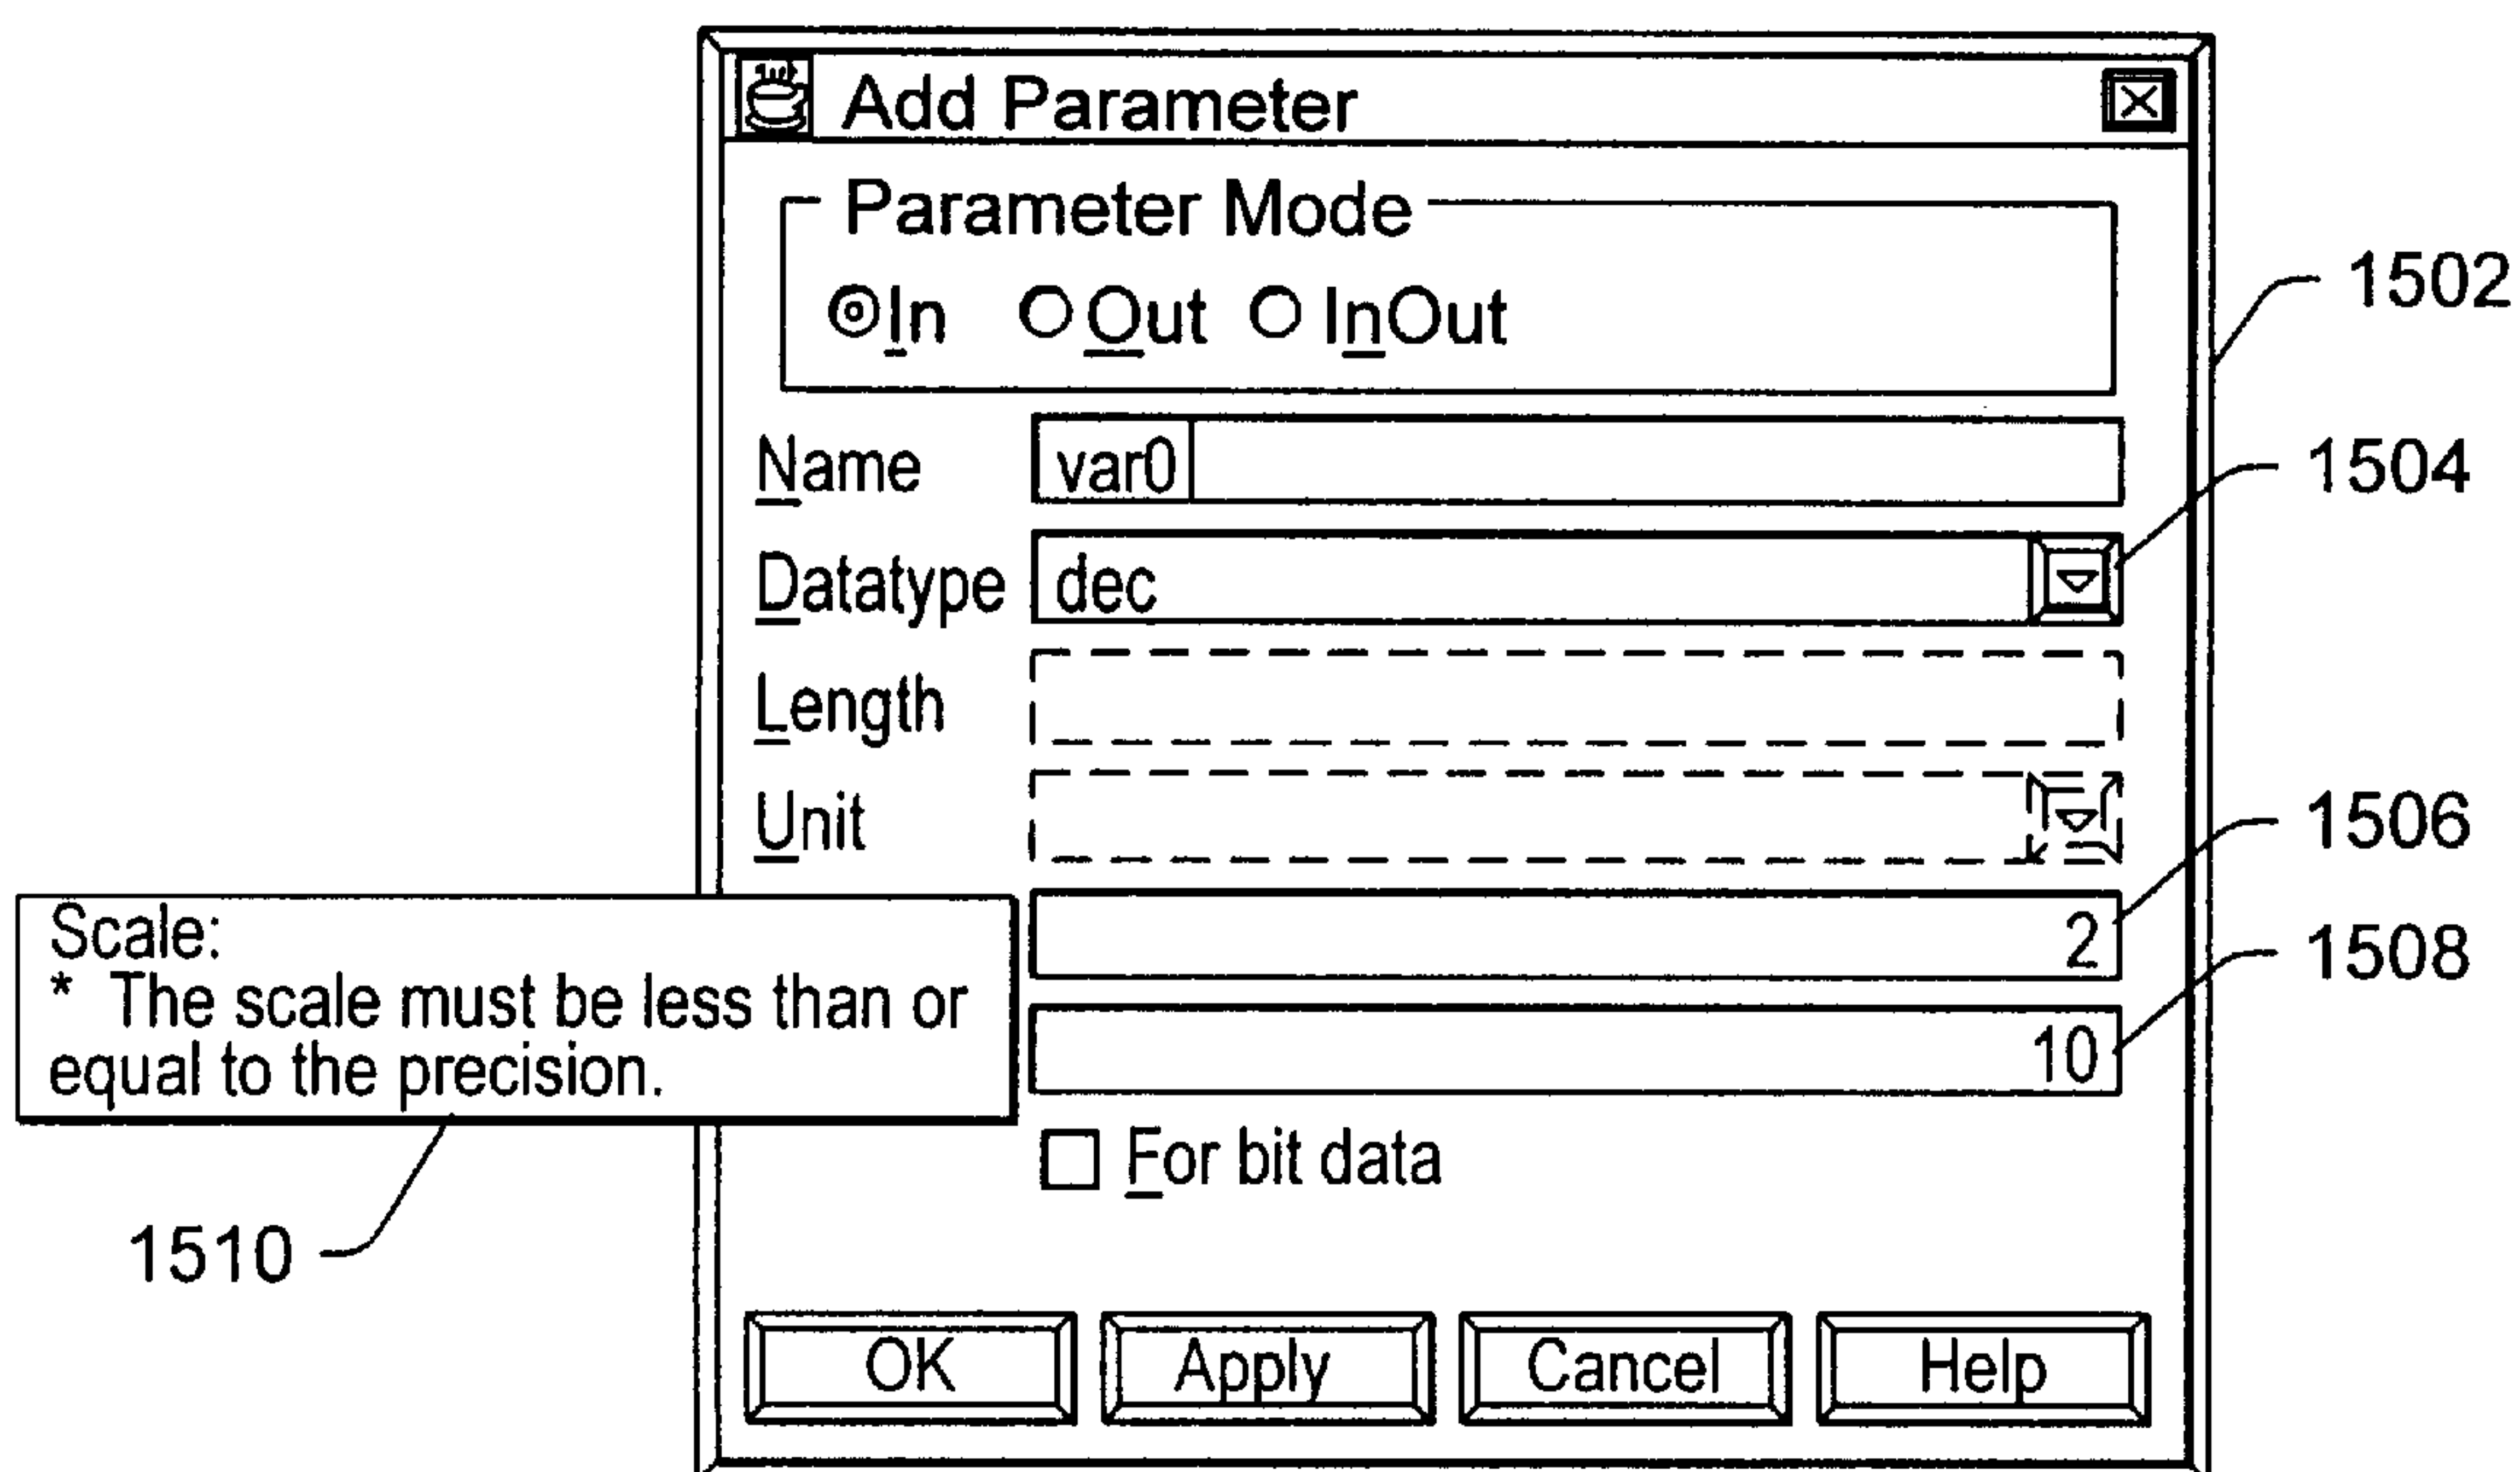 Add Parameter
Parameter Mode
In Out InOut
1502
Name var0
1504
Datatype dec
Length
Unit
1506
2
1508
10
Scale:
* The scale must be less than or
equal to the precision.
For bit data
1510
OK Apply Cancel Help